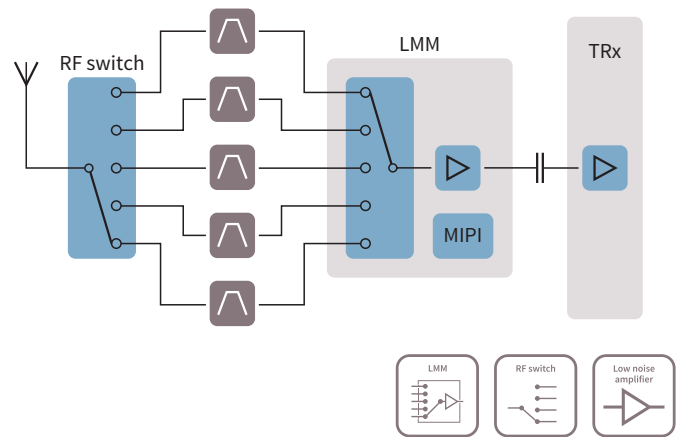 RF switch
LMM
TRx
MIPI
LMM
RF switch
Low noise
amplifier